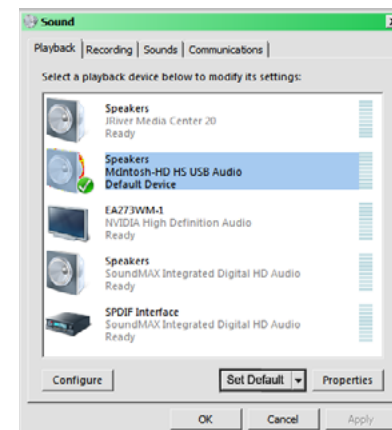 Sound
Playback Recording Sounds Communications
Select a playback device below to modify its settings:
Speakers
JRiver Media Center 20
Ready
Speakers
McIntosh-HD HS USB Audio
Default Device
EA273WM-1
NVIDIA High Definition Audio
Ready
Speakers
SoundMAX Integrated Digital HD Audio
Ready
SPDIF Interface
SoundMAX Integrated Digital HD Audio
Ready
Configure Set Default Properties
OK Cancel Apply